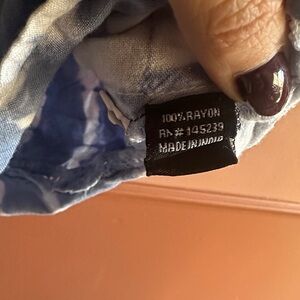 100% RAYON
RN# 145239
MADE IN INDIA